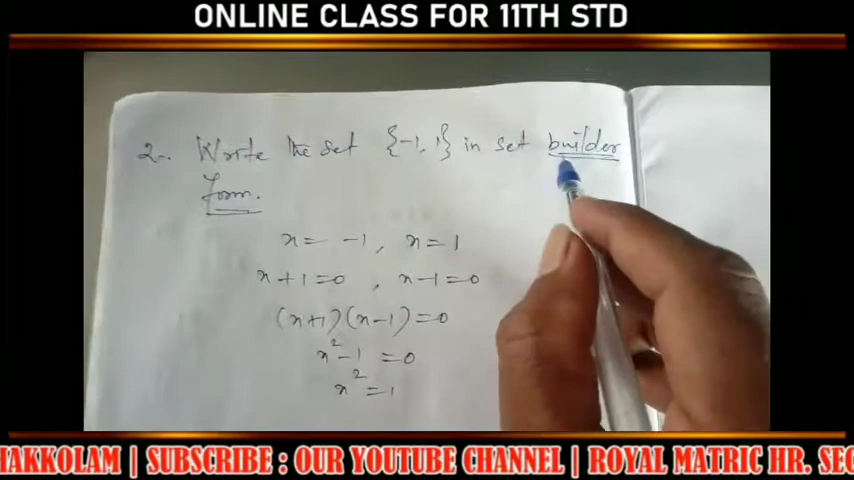 ONLINE CLASS FOR 11TH STD
2. Write the set {-1, 1} in set builder
form.
x = -1, x = 1
x + 1 = 0, x - 1 = 0
(x+1)(x-1) = 0
x² - 1 = 0
x² = 1
HAKKOLAM | SUBSCRIBE : OUR YOUTUBE CHANNEL | ROYAL MATRIC HR. SEC